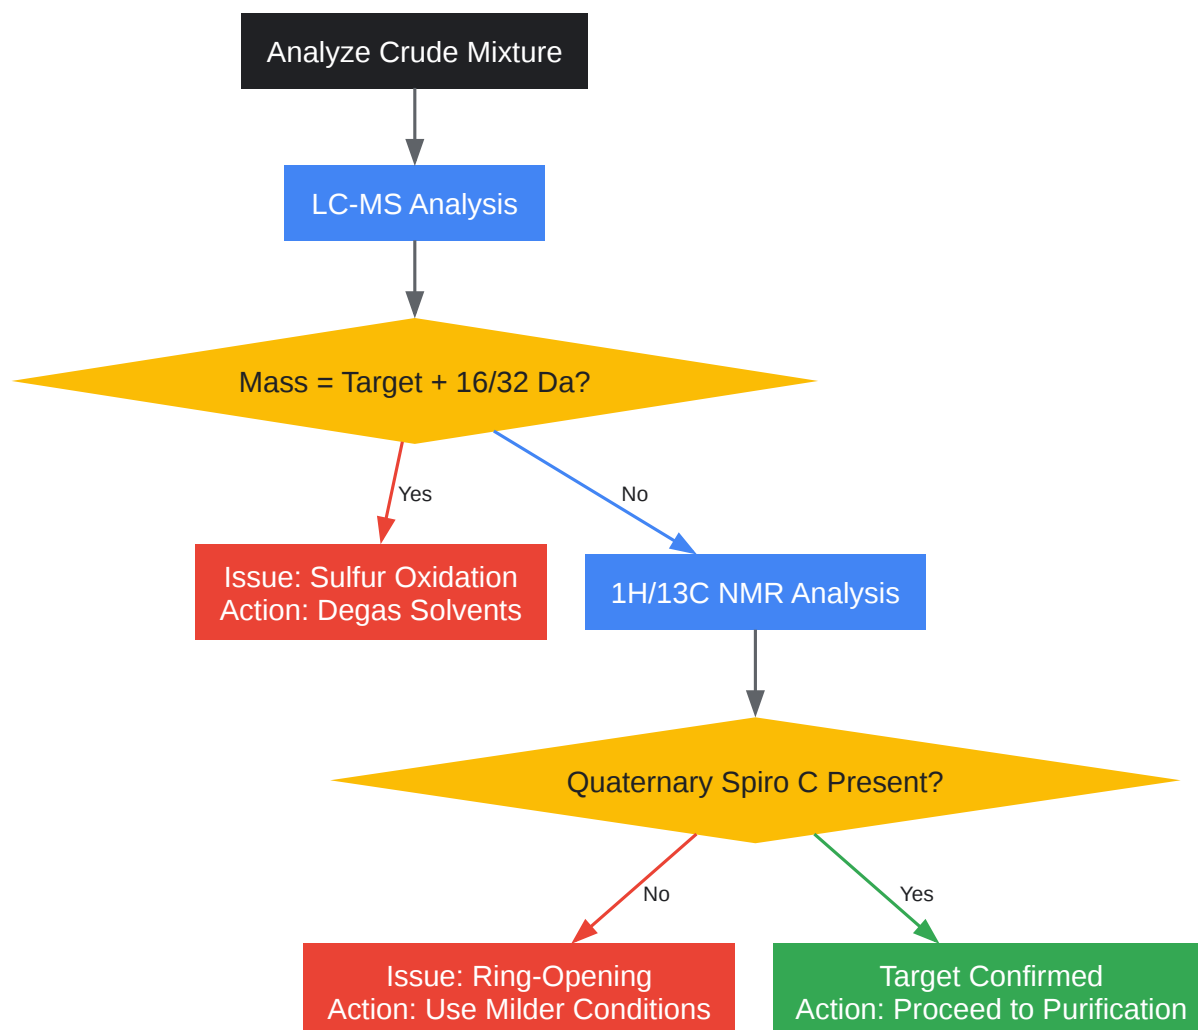 Analyze Crude Mixture
LC-MS Analysis
Mass = Target + 16/32 Da?
Yes
No
Issue: Sulfur Oxidation
Action: Degas Solvents
1H/13C NMR Analysis
Quaternary Spiro C Present?
No
Yes
Issue: Ring-Opening
Action: Use Milder Conditions
Target Confirmed
Action: Proceed to Purification